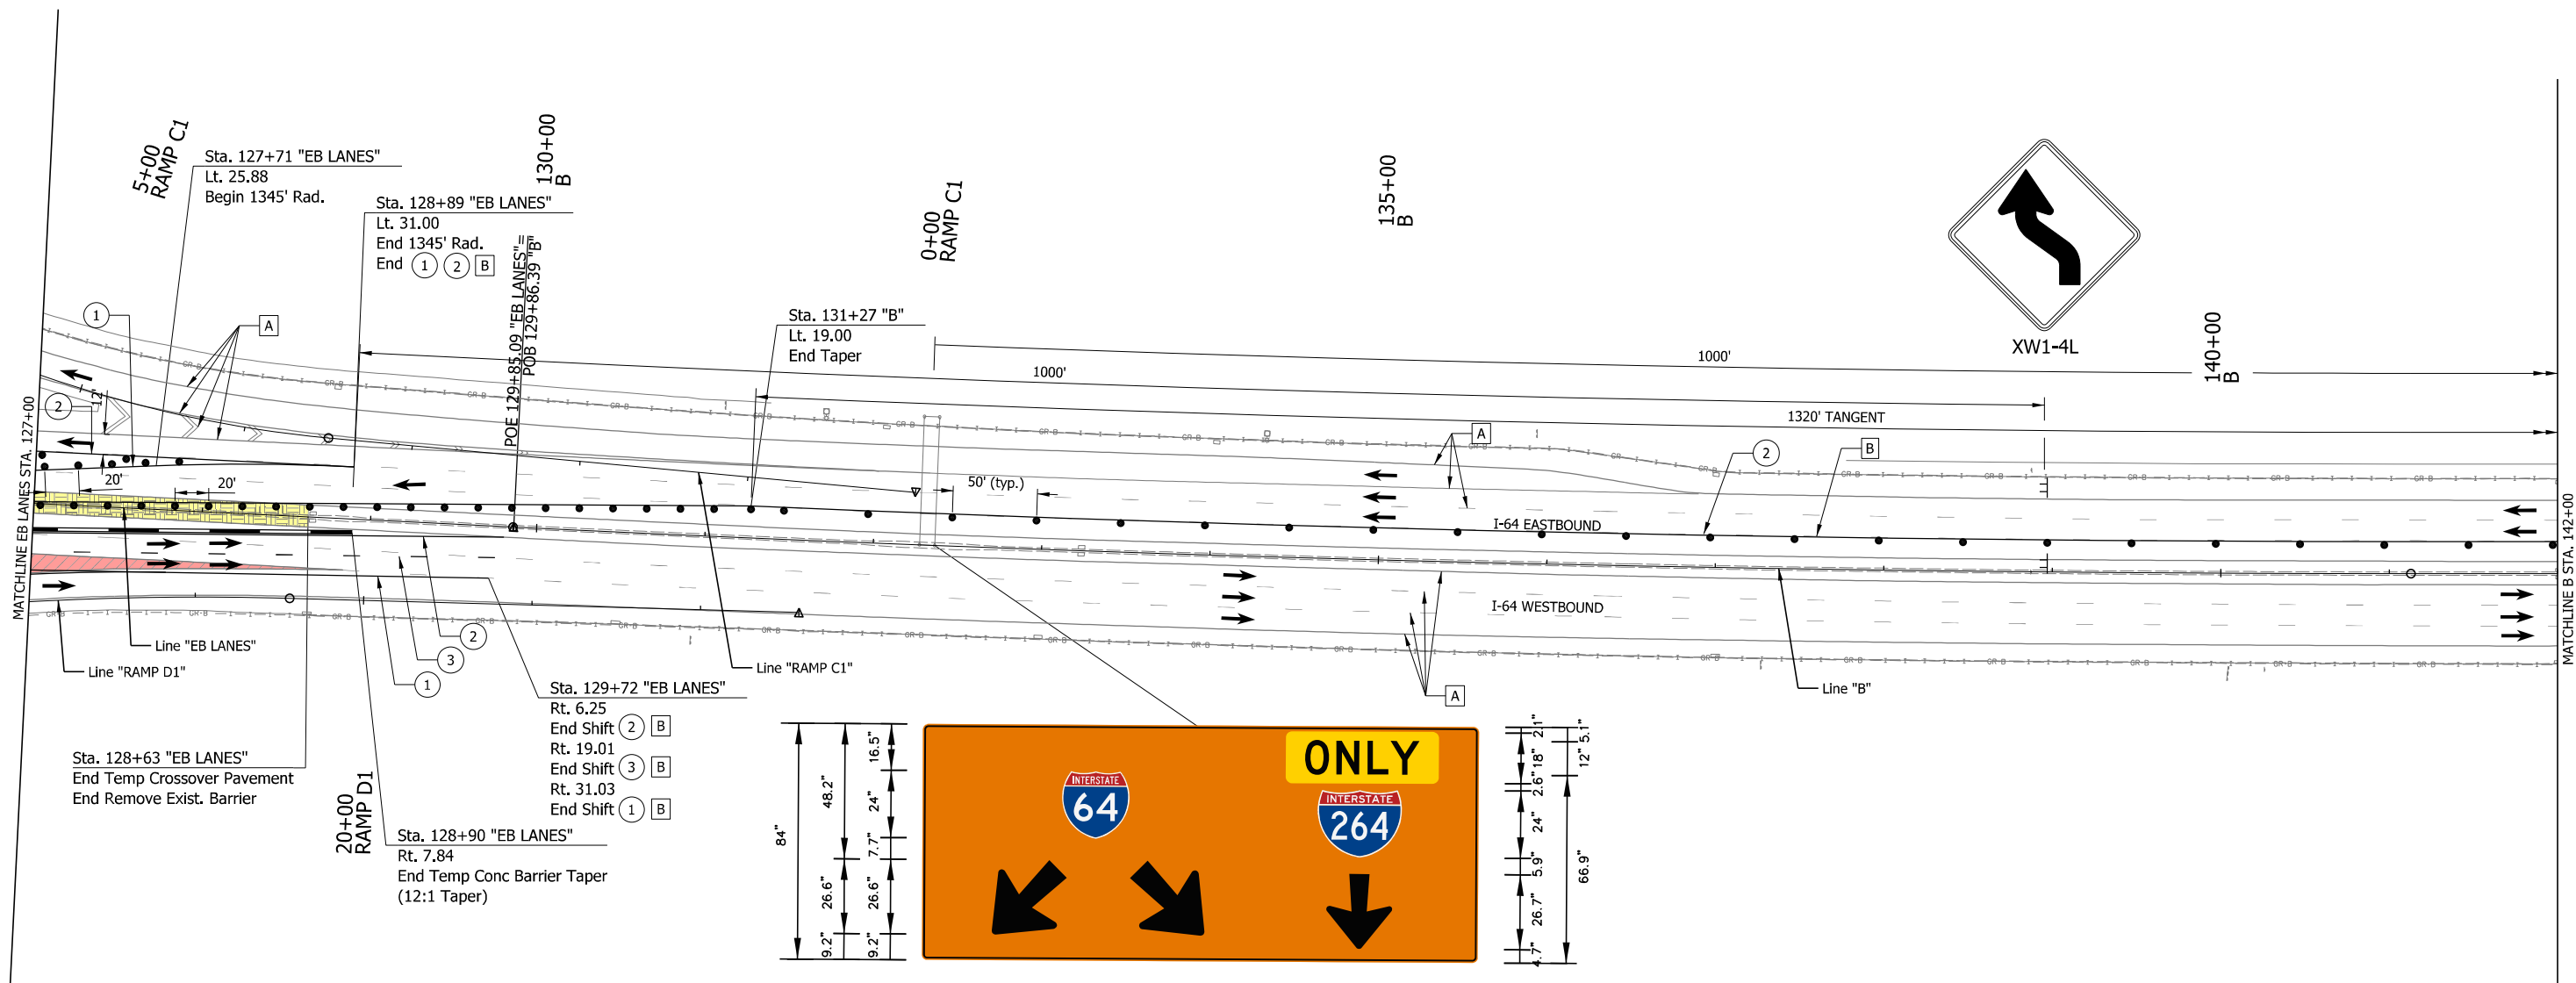 5+00
RAMP C1
Sta. 127+71 "EB LANES"
Lt. 25.88
Begin 1345' Rad.
Sta. 128+89 "EB LANES"
Lt. 31.00
End 1345' Rad.
End 1 2 B
130+00
B
POE 129+85.09 "EB LANES"=
POB 129+86.39 "B"
Sta. 131+27 "B"
Lt. 19.00
End Taper
0+00
RAMP C1
135+00
B
XW1-4L
140+00
B
1000'
1000'
1320' TANGENT
1
A
2
12'
20'
20'
50' (typ.)
A
2
B
I-64 EASTBOUND
I-64 WESTBOUND
GR-B
MATCHLINE EB LANES STA. 127+00
MATCHLINE B STA. 142+00
Line "EB LANES"
Line "RAMP D1"
2
3
1
Line "RAMP C1"
A
Line "B"
Sta. 129+72 "EB LANES"
Rt. 6.25
End Shift 2 B
Rt. 19.01
End Shift 3 B
Rt. 31.03
End Shift 1 B
Sta. 128+63 "EB LANES"
End Temp Crossover Pavement
End Remove Exist. Barrier
20+00
RAMP D1
Sta. 128+90 "EB LANES"
Rt. 7.84
End Temp Conc Barrier Taper
(12:1 Taper)
84"
48.2"
26.6"
9.2"
16.5"
24"
7.7"
26.6"
9.2"
ONLY
INTERSTATE
64
INTERSTATE
264
2.1"
18"
2.6"
24"
5.9"
26.7"
4.7"
5.1"
12"
66.9"